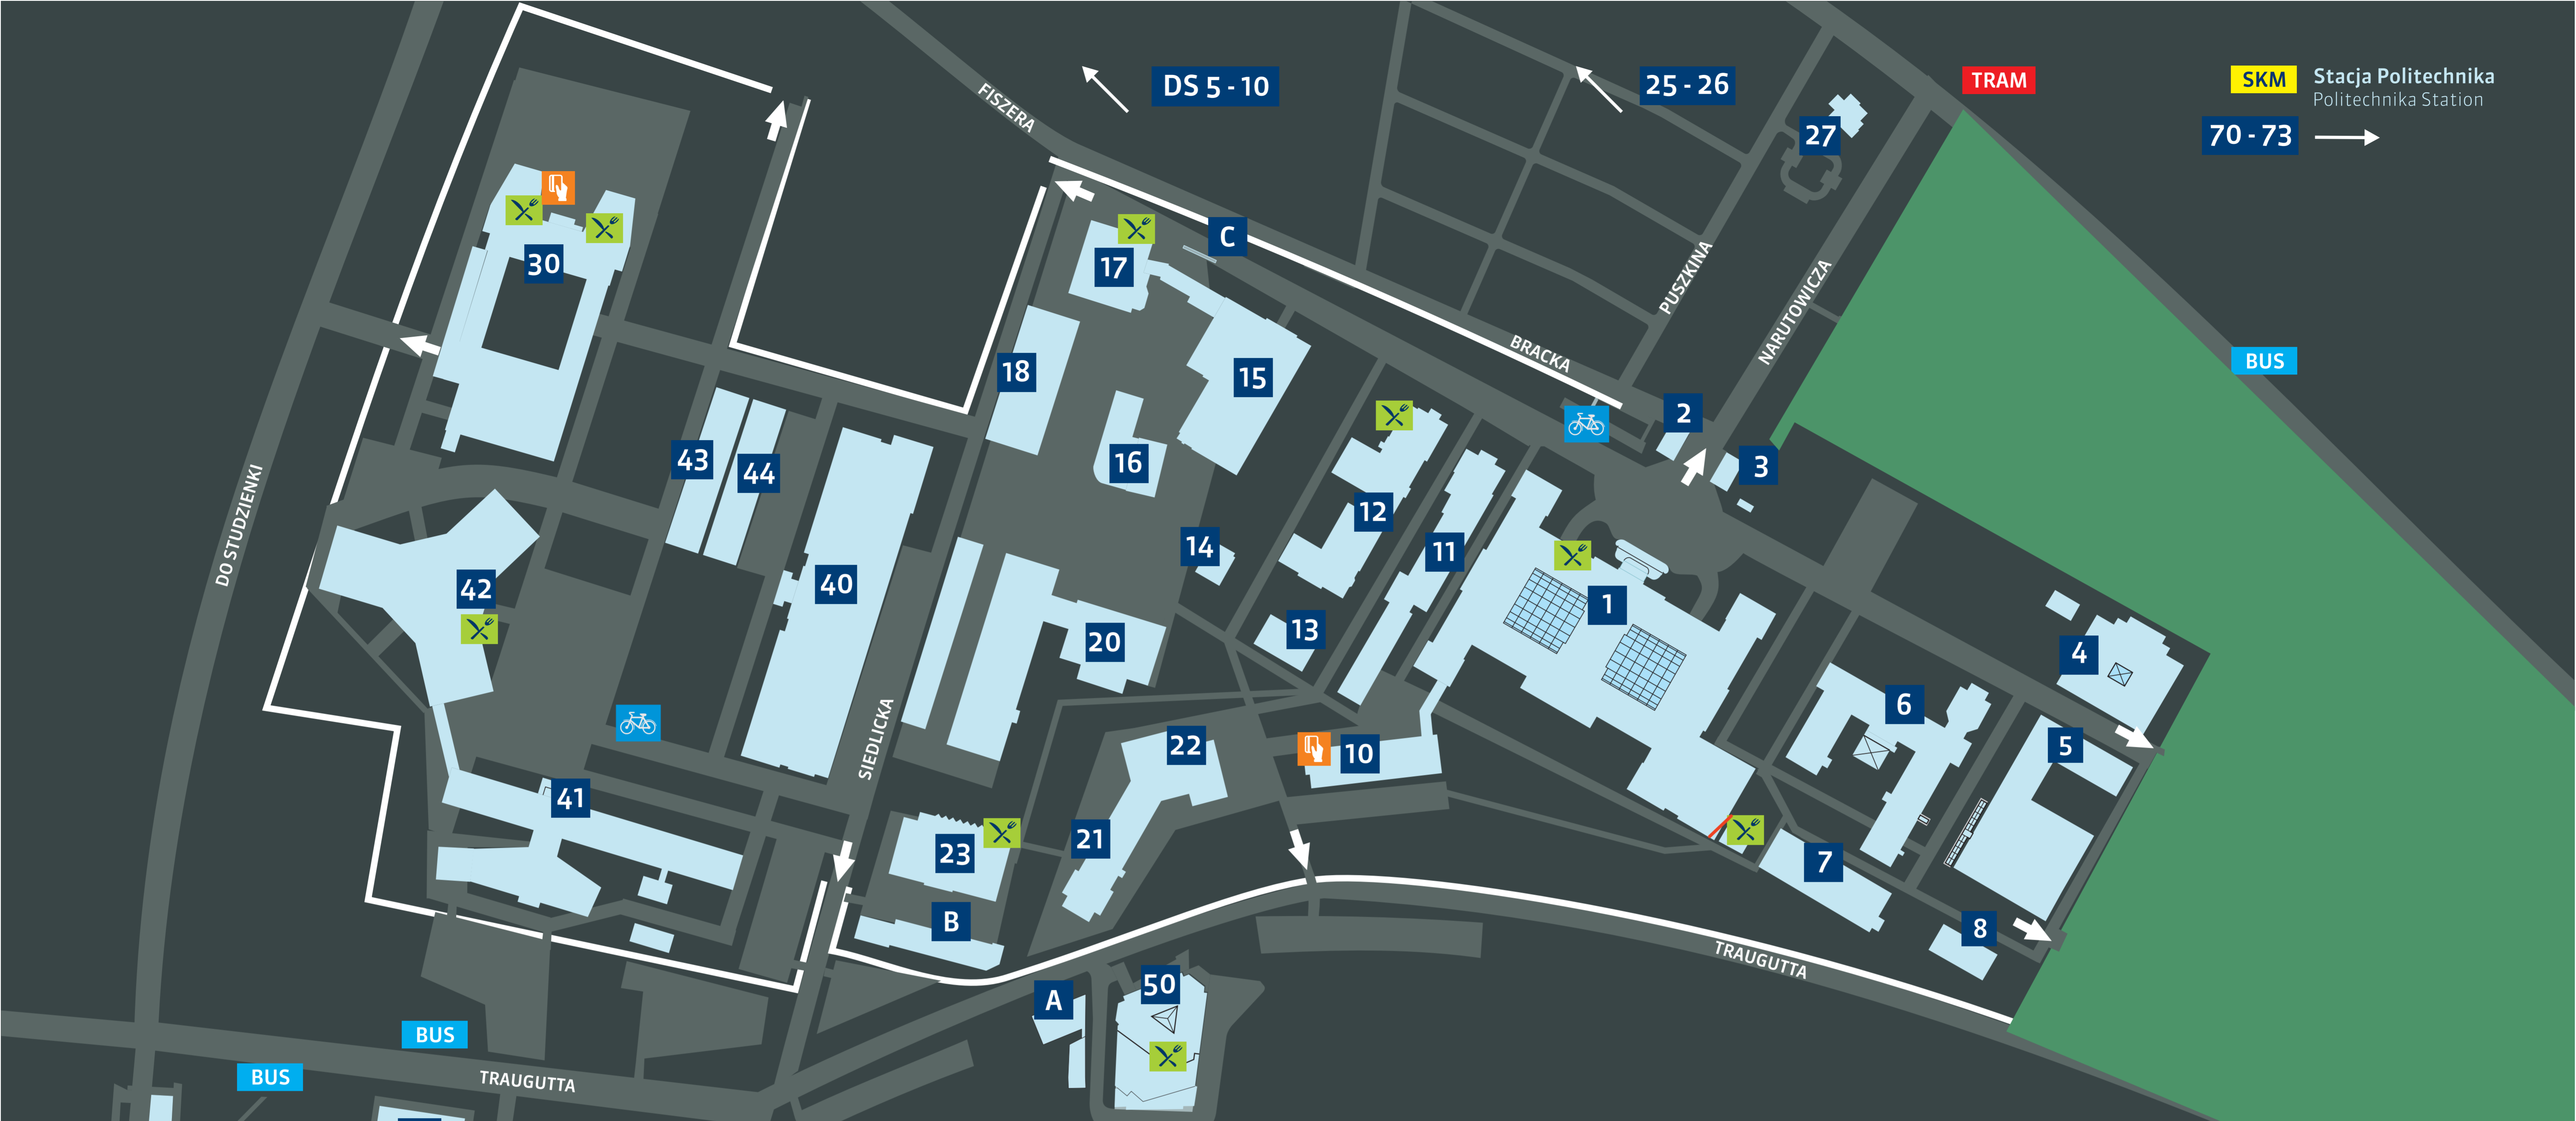 DS 5 - 10
25 - 26
TRAM
SKM
Stacja Politechnika
Politechnika Station
70 - 73
FISZERA
27
30
17
C
PUSZKINA
NARUTOWICZA
BRACKA
BUS
18
15
2
3
43
44
16
12
11
14
DO STUDZIENKI
42
40
1
13
20
4
6
5
SIEDLICKA
22
10
41
21
23
7
B
8
TRAUGUTTA
A
50
BUS
BUS
TRAUGUTTA